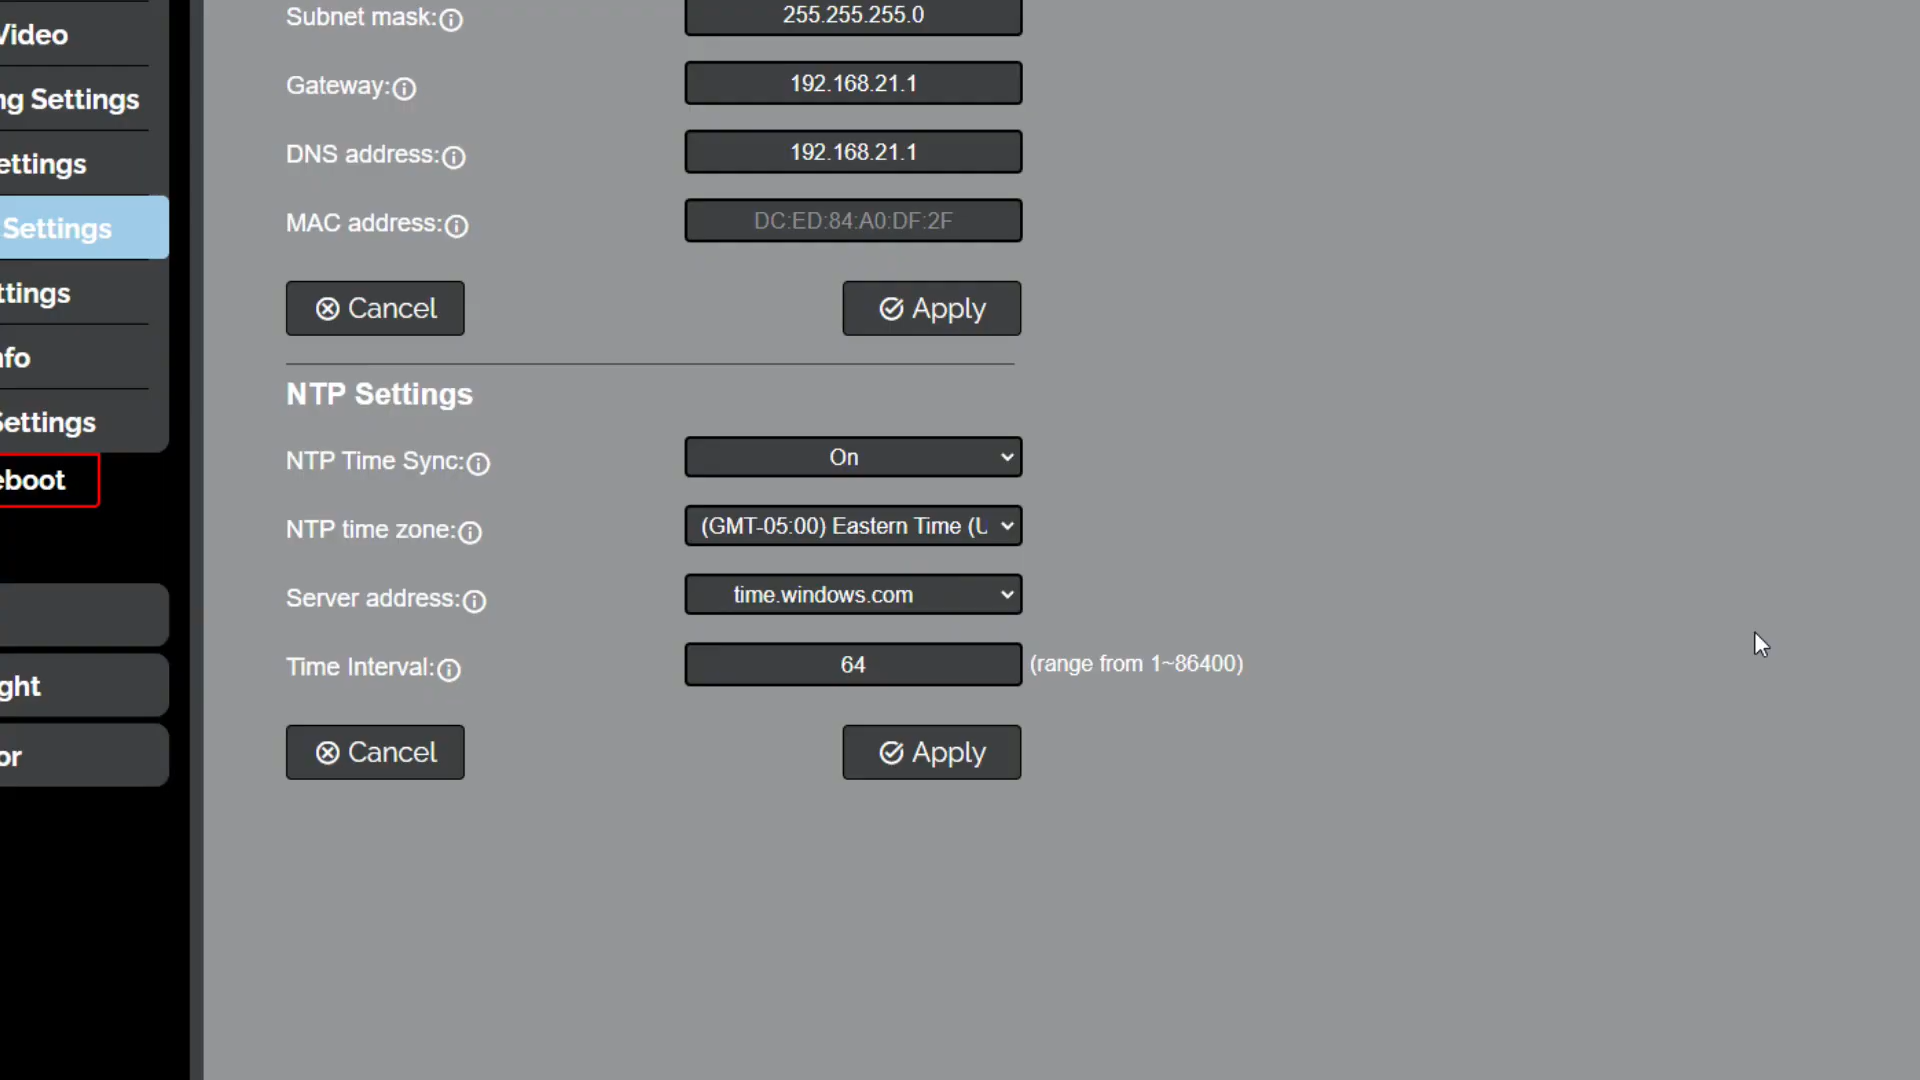 Video
ng Settings
ettings
Settings
ttings
nfo
Settings
eboot
ght
or
Subnet mask: 255.255.255.0
Gateway: 192.168.21.1
DNS address: 192.168.21.1
MAC address: DC:ED:84:A0:DF:2F
Cancel Apply
NTP Settings
NTP Time Sync: On
NTP time zone: (GMT-05:00) Eastern Time (U
Server address: time.windows.com
Time Interval: 64 (range from 1~86400)
Cancel Apply